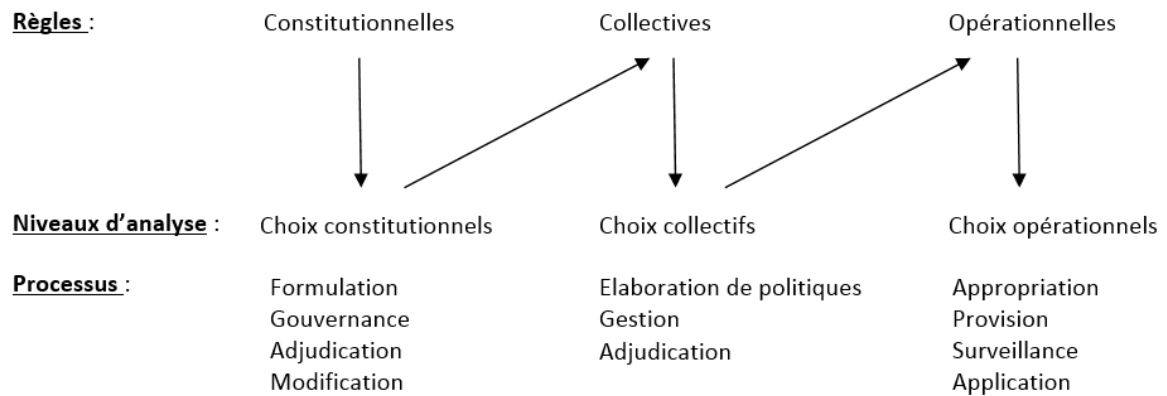 Règles : Constitutionnelles Collectives Opérationnelles
Niveaux d’analyse : Choix constitutionnels Choix collectifs Choix opérationnels
Processus : Formulation Elaboration de politiques Appropriation
Gouvernance Gestion Provision
Adjudication Adjudication Surveillance
Modification Application